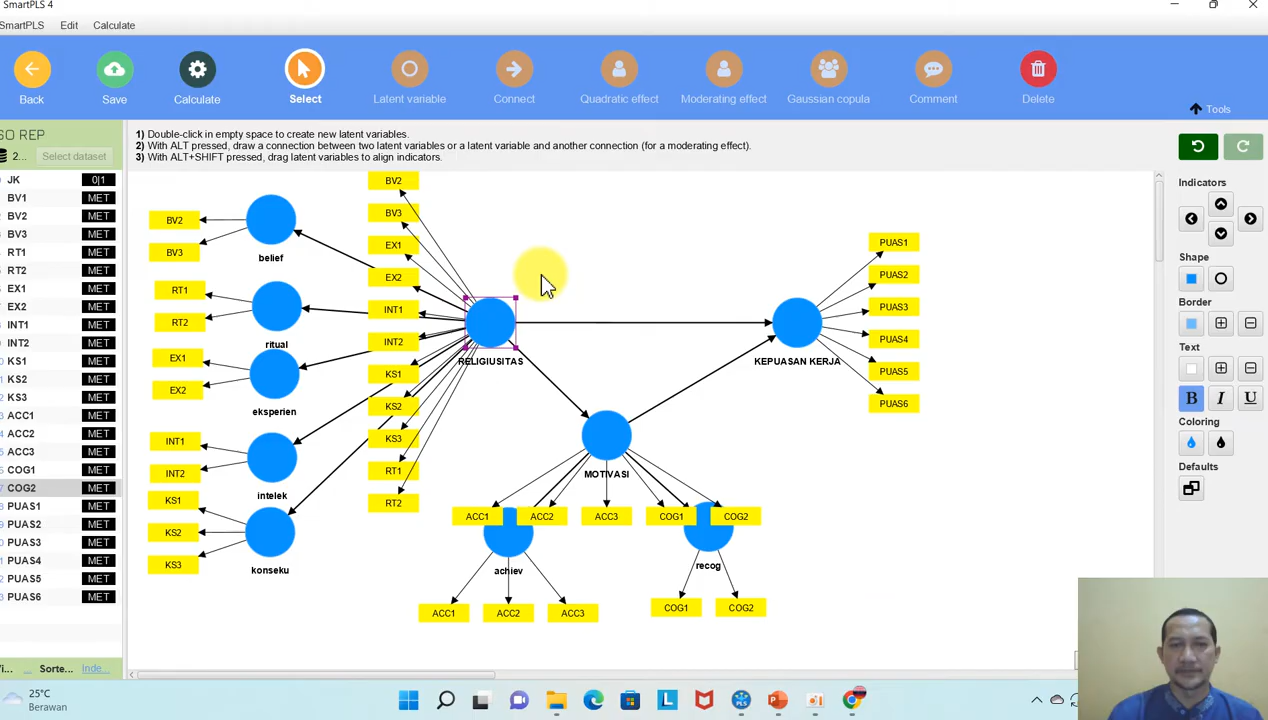 SmartPLS 4
SmartPLS Edit Calculate
Back Save Calculate Select Latent variable Connect Quadratic effect Moderating effect Gaussian copula Comment Delete
Tools
SO REP
2... Select dataset
1) Double-click in empty space to create new latent variables.
2) With ALT pressed, draw a connection between two latent variables or a latent variable and another connection (for a moderating effect).
3) With ALT+SHIFT pressed, drag latent variables to align indicators.
JK 0|1
BV1 MET
BV2 MET
BV3 MET
RT1 MET
RT2 MET
EX1 MET
EX2 MET
INT1 MET
INT2 MET
KS1 MET
KS2 MET
KS3 MET
ACC1 MET
ACC2 MET
ACC3 MET
COG1 MET
COG2 MET
PUAS1 MET
PUAS2 MET
PUAS3 MET
PUAS4 MET
PUAS5 MET
PUAS6 MET
Sorte... Inde...
BV2
BV3
belief
RT1
RT2
ritual
EX1
EX2
eksperien
INT1
INT2
intelek
KS1
KS2
KS3
konseku
BV2
BV3
EX1
EX2
INT1
INT2
KS1
KS2
KS3
RT1
RT2
RELIGIUSITAS
KEPUASAN KERJA
PUAS1
PUAS2
PUAS3
PUAS4
PUAS5
PUAS6
MOTIVASI
ACC1 ACC2 ACC3 COG1 COG2
achiev
recog
ACC1 ACC2 ACC3
COG1 COG2
Indicators
Shape
Border
Text
B I U
Coloring
Defaults
25°C
Berawan
L
PLS